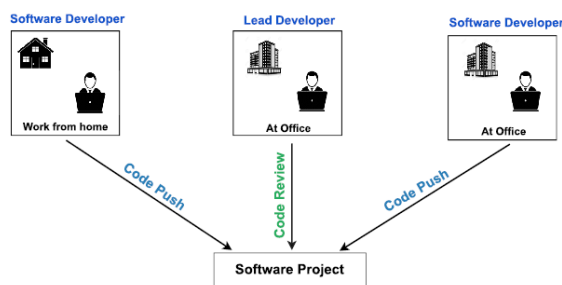 Software Developer
Lead Developer
Software Developer
Work from home
At Office
At Office
Code Push
Code Review
Code Push
Software Project